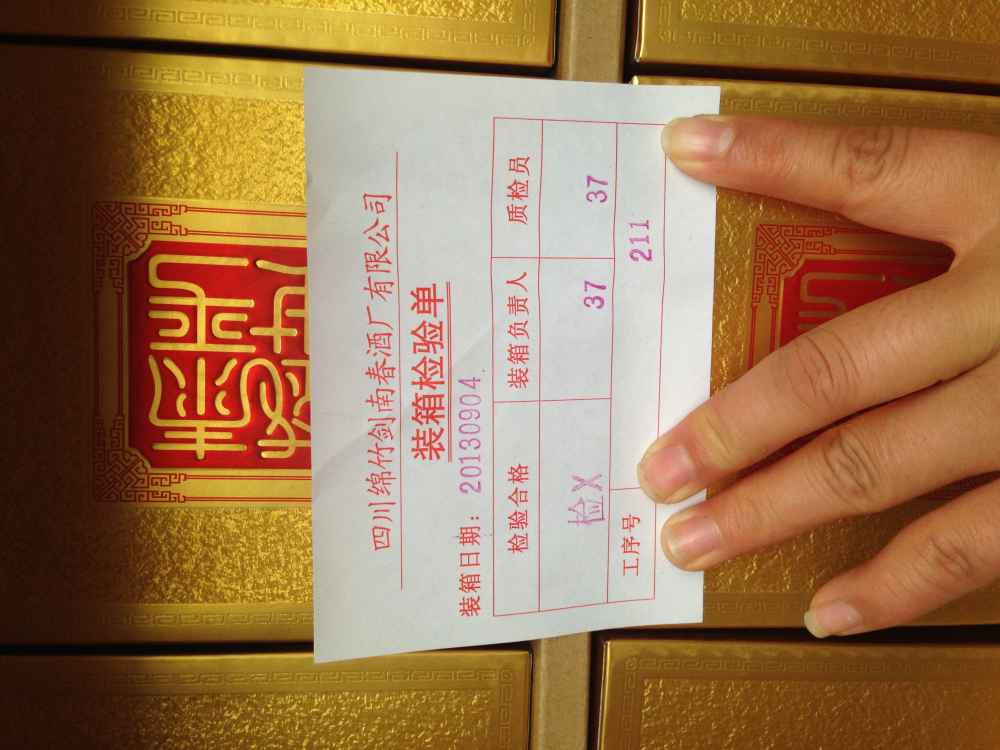 四川绵竹剑南春酒厂有限公司
装箱检验单
装箱日期：20130904
检验合格 装箱负责人 质检员
检X 37 37
工序号 211